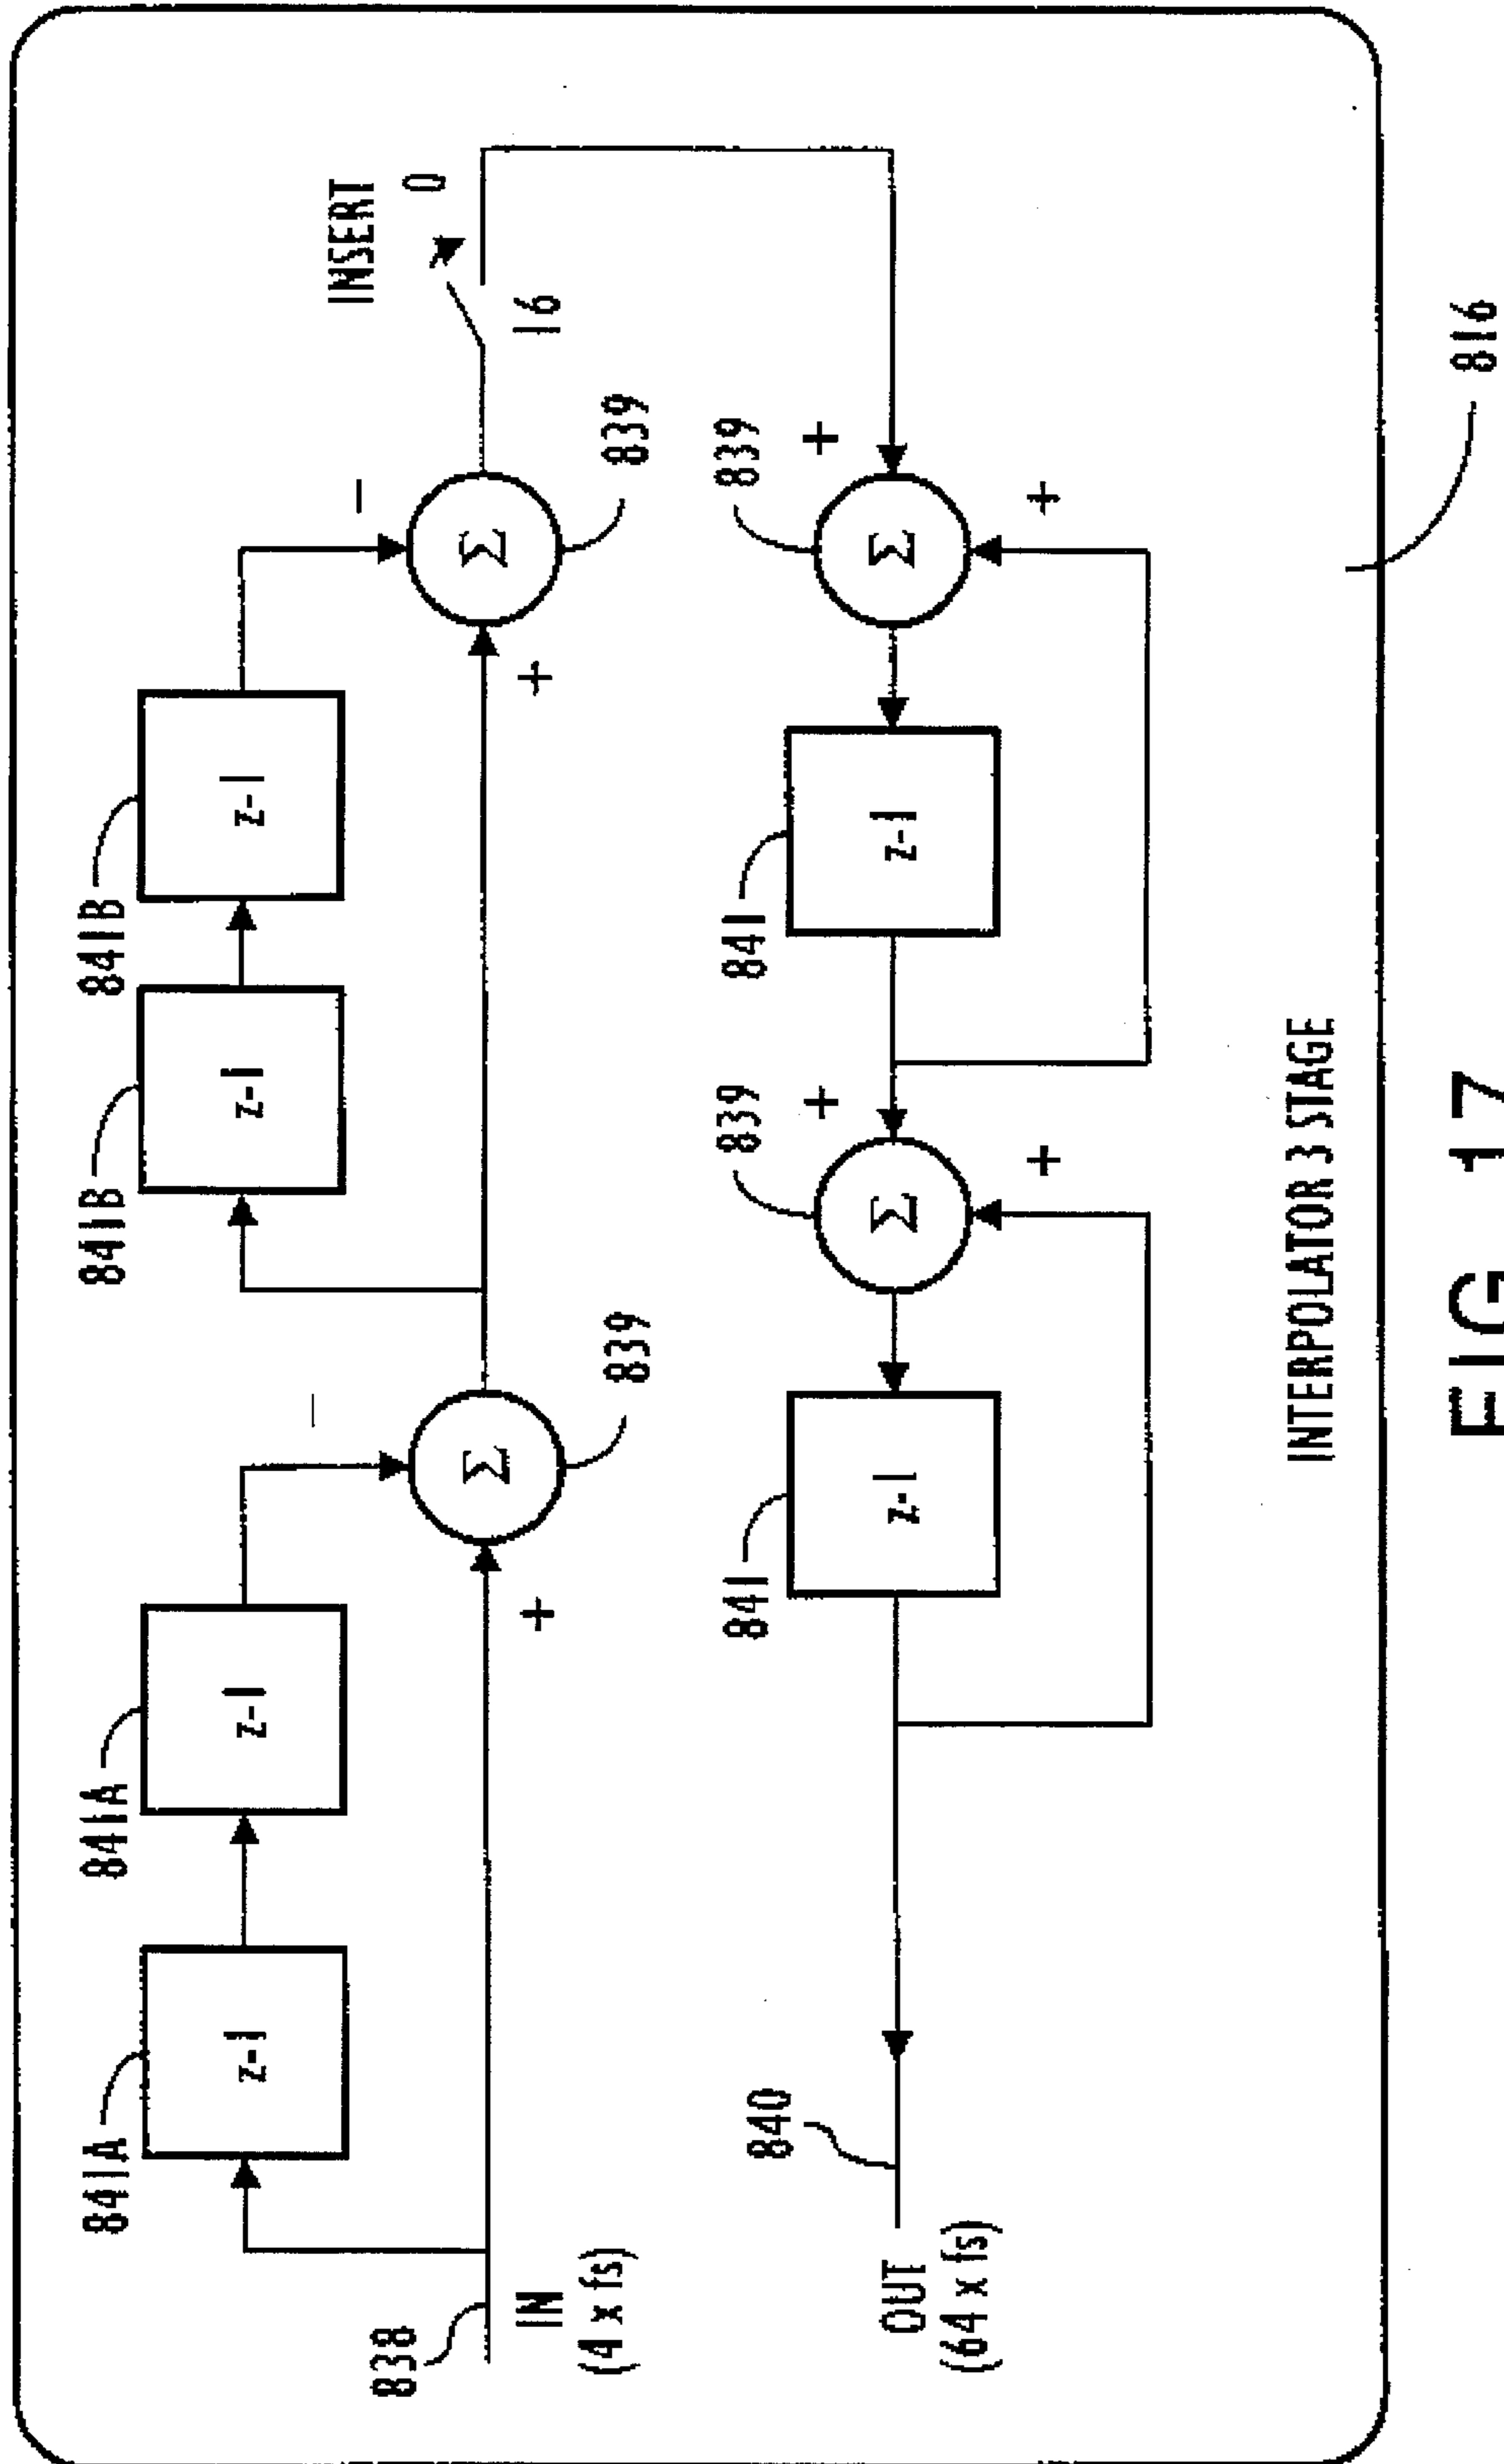 841A
841A
841B
841B
z-1
z-1
z-1
z-1
INSERT
0
16
−
−
Σ
Σ
+
+
839
839
838
IN
(4 x fs)
841
839
841
839
+
+
z-1
Σ
z-1
Σ
+
+
840
OUT
(64 x fs)
INTERPOLATOR 3 STAGE
816
FIG. 17